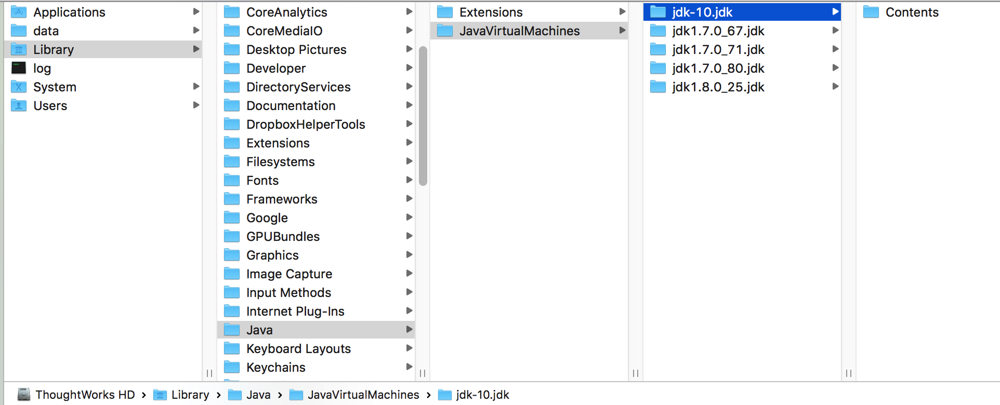 Applications
data
Library
log
System
Users
CoreAnalytics
CoreMediaIO
Desktop Pictures
Developer
DirectoryServices
Documentation
DropboxHelperTools
Extensions
Filesystems
Fonts
Frameworks
Google
GPUBundles
Graphics
Image Capture
Input Methods
Internet Plug-Ins
Java
Keyboard Layouts
Keychains
Extensions
JavaVirtualMachines
jdk-10.jdk
jdk1.7.0_67.jdk
jdk1.7.0_71.jdk
jdk1.7.0_80.jdk
jdk1.8.0_25.jdk
Contents
ThoughtWorks HD › Library › Java › JavaVirtualMachines › jdk-10.jdk